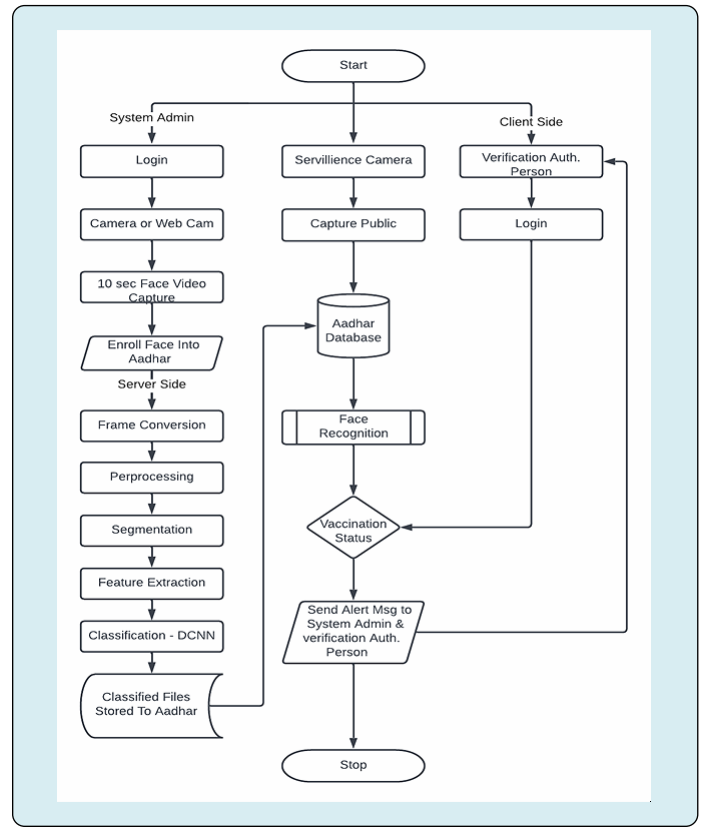 Start
System Admin
Login
Camera or Web Cam
10 sec Face Video
Capture
Enroll Face Into
Aadhar
Server Side
Frame Conversion
Perprocessing
Segmentation
Feature Extraction
Classification - DCNN
Classified Files
Stored To Aadhar
Servillience Camera
Capture Public
Aadhar
Database
Face
Recognition
Vaccination
Status
Send Alert Msg to
System Admin &
verification Auth.
Person
Stop
Client Side
Verification Auth.
Person
Login